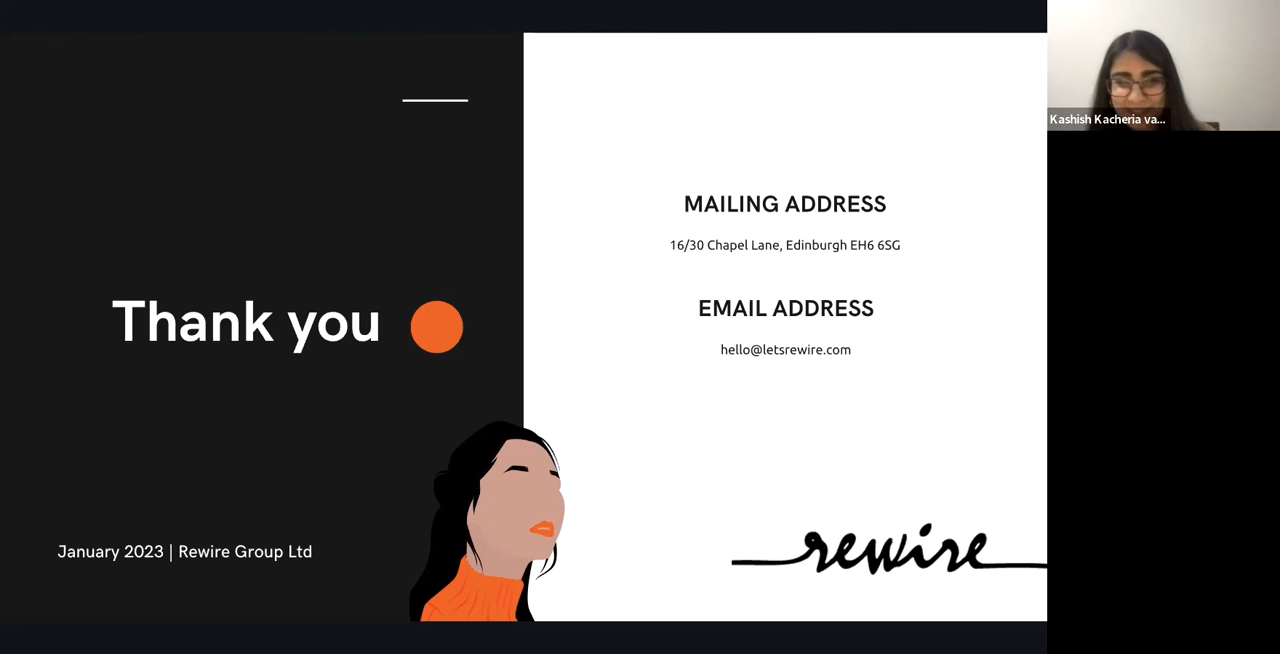 Thank you
January 2023 | Rewire Group Ltd
MAILING ADDRESS
16/30 Chapel Lane, Edinburgh EH6 6SG
EMAIL ADDRESS
hello@letsrewire.com
rewire
Kashish Kacheria va...